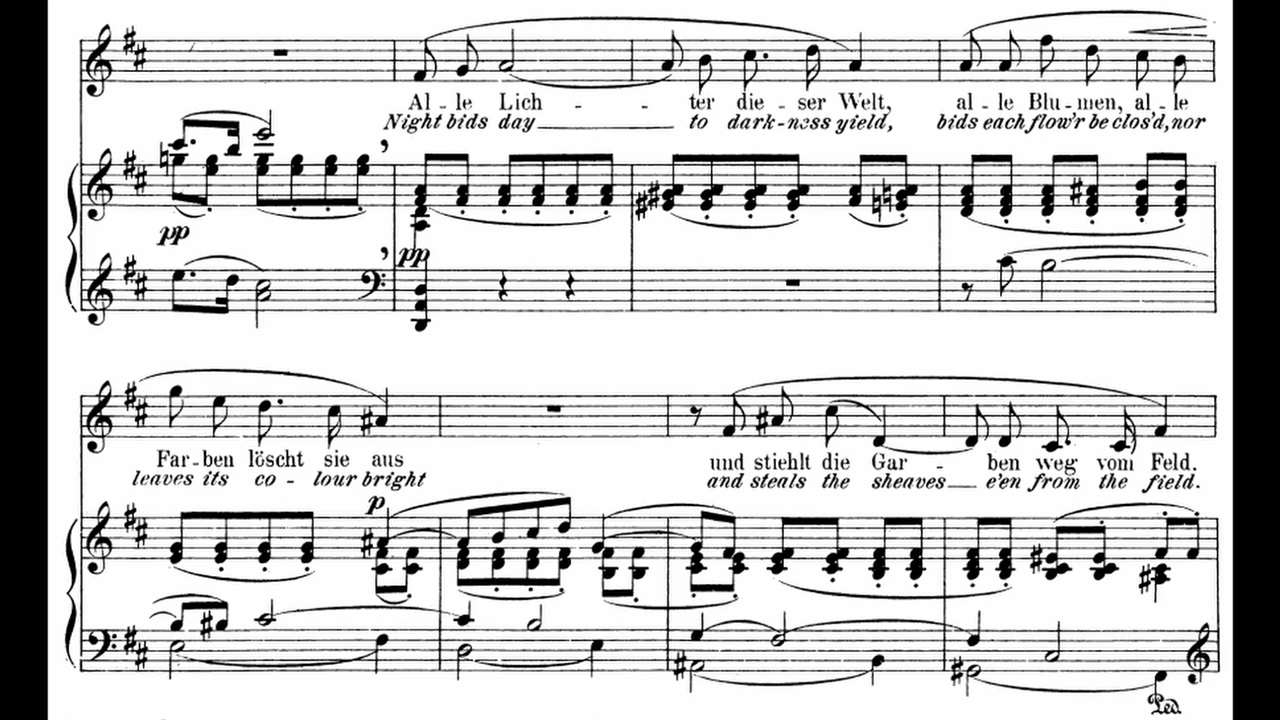 Al - le Lich - - ter die - ser Welt, al - le Blu - men, al - le
Night bids day to dark - ness yield, bids each flow'r be clos'd, nor
pp
pp
Far - ben löscht sie aus und stiehlt die Gar - ben weg vom Feld.
leaves its co - lour bright and steals the sheaves e'en from the field.
p
Ped.